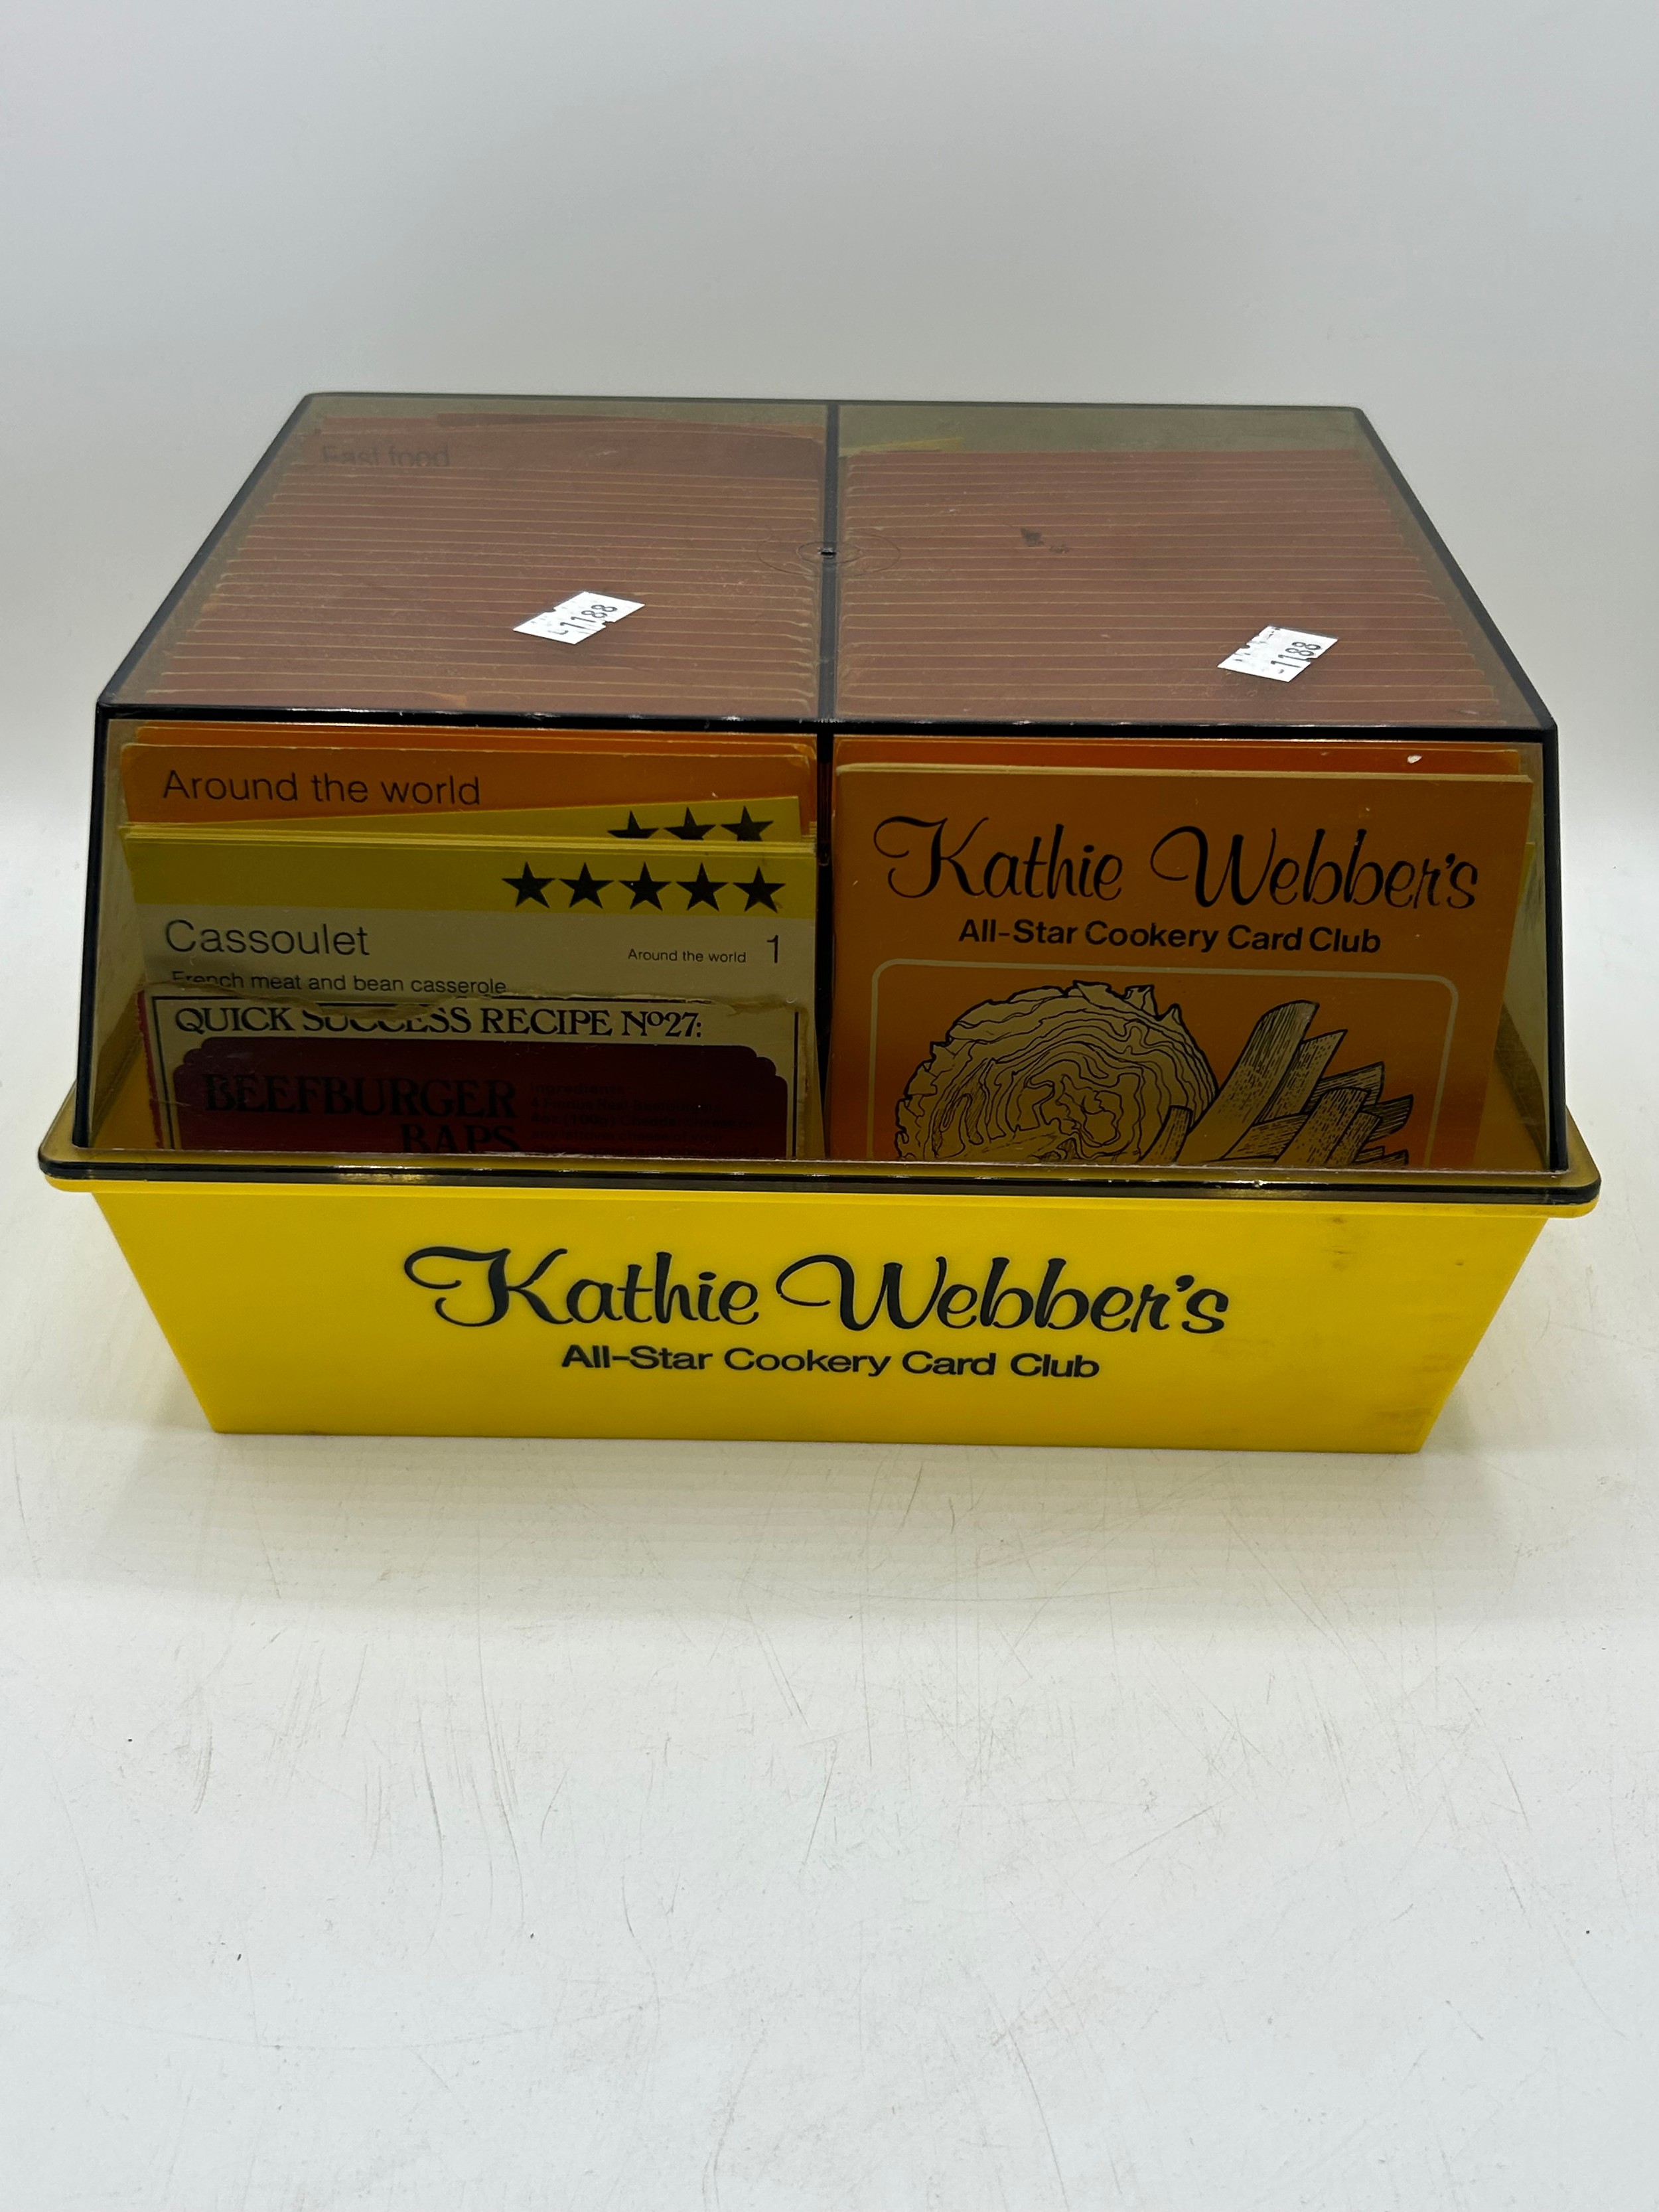 Fast food
-1188
-1188
Around the world
Cassoulet
Around the world 1
French meat and bean casserole
QUICK SUCCESS RECIPE Nº27:
BEEFBURGER
BAPS
Ingredients
Kathie Webber's
All-Star Cookery Card Club
Kathie Webber's
All-Star Cookery Card Club